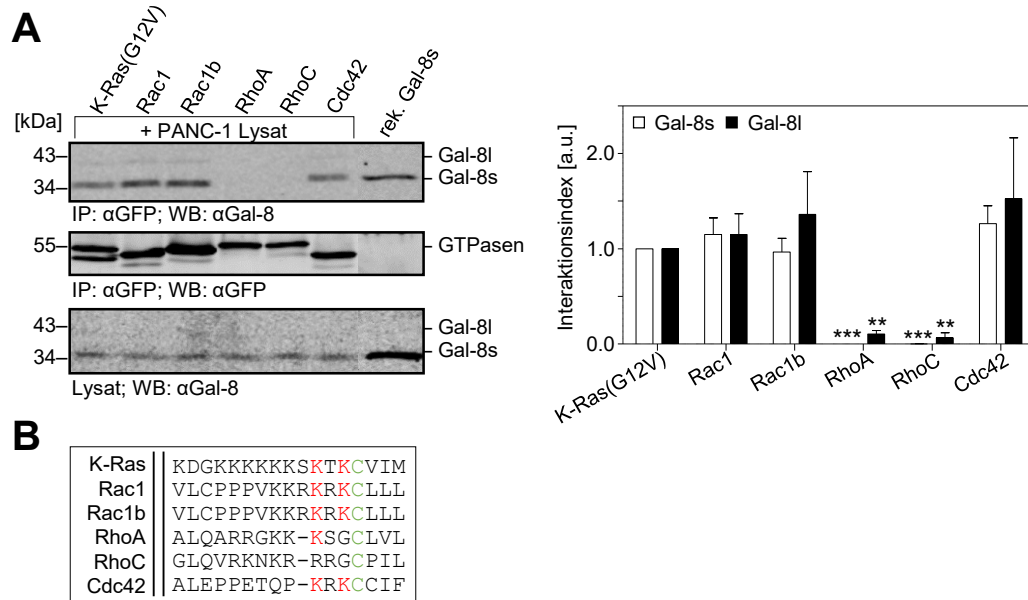 A
K-Ras(G12V) Rac1 Rac1b RhoA RhoC Cdc42 rek. Gal-8s
[kDa] + PANC-1 Lysat
43 Gal-8l
34 Gal-8s
IP: αGFP; WB: αGal-8
55 GTPasen
IP: αGFP; WB: αGFP
43 Gal-8l
34 Gal-8s
Lysat; WB: αGal-8
Interaktionsindex [a.u.]
Gal-8s Gal-8l
2.0
1.0
0.0
*** ** *** **
K-Ras(G12V) Rac1 Rac1b RhoA RhoC Cdc42
B
K-Ras KDGKKKKKKSKTKCVIM
Rac1 VLCPPPVKKRKRKCLLL
Rac1b VLCPPPVKKRKRKCLLL
RhoA ALQARRGKK-KSGCLVL
RhoC GLQVRKNKR-RRGCPIL
Cdc42 ALEPPETQP-KRKCCIF